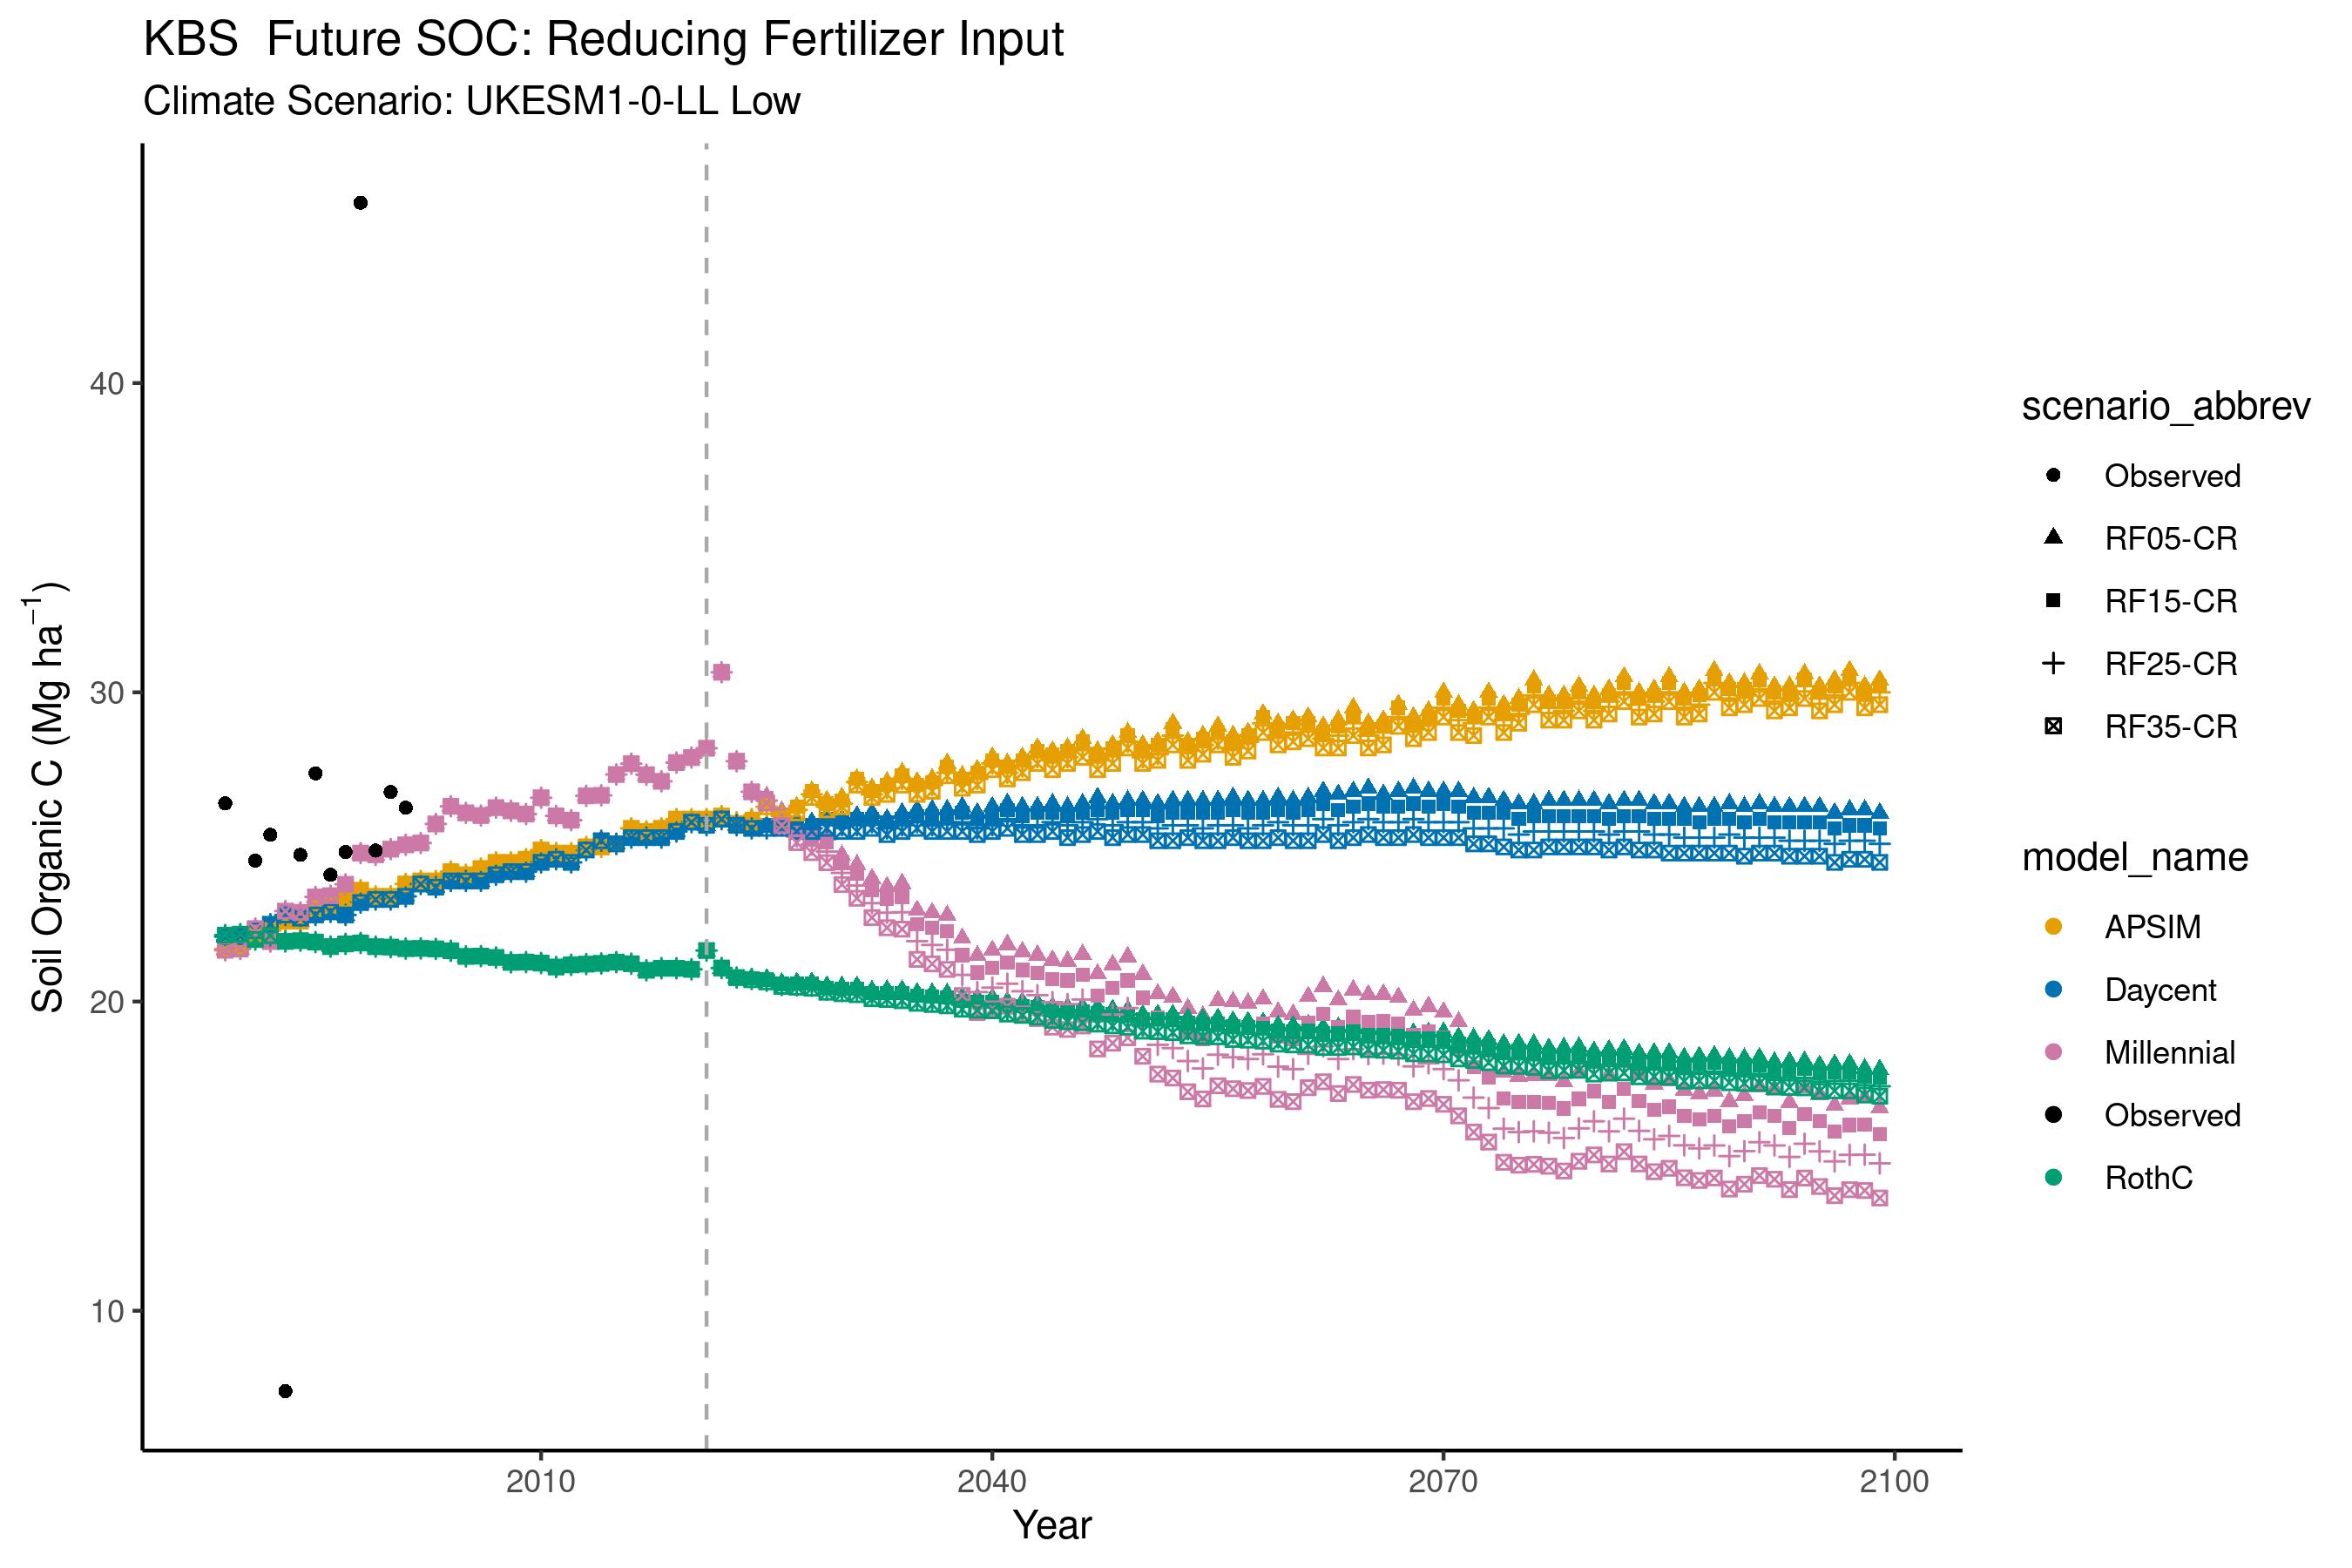 KBS  Future SOC: Reducing Fertilizer Input
Climate Scenario: UKESM1-0-LL Low
Soil Organic C (Mg ha−1)
40
30
20
10
2010
2040
2070
2100
Year
scenario_abbrev
Observed
RF05-CR
RF15-CR
RF25-CR
RF35-CR
model_name
APSIM
Daycent
Millennial
Observed
RothC